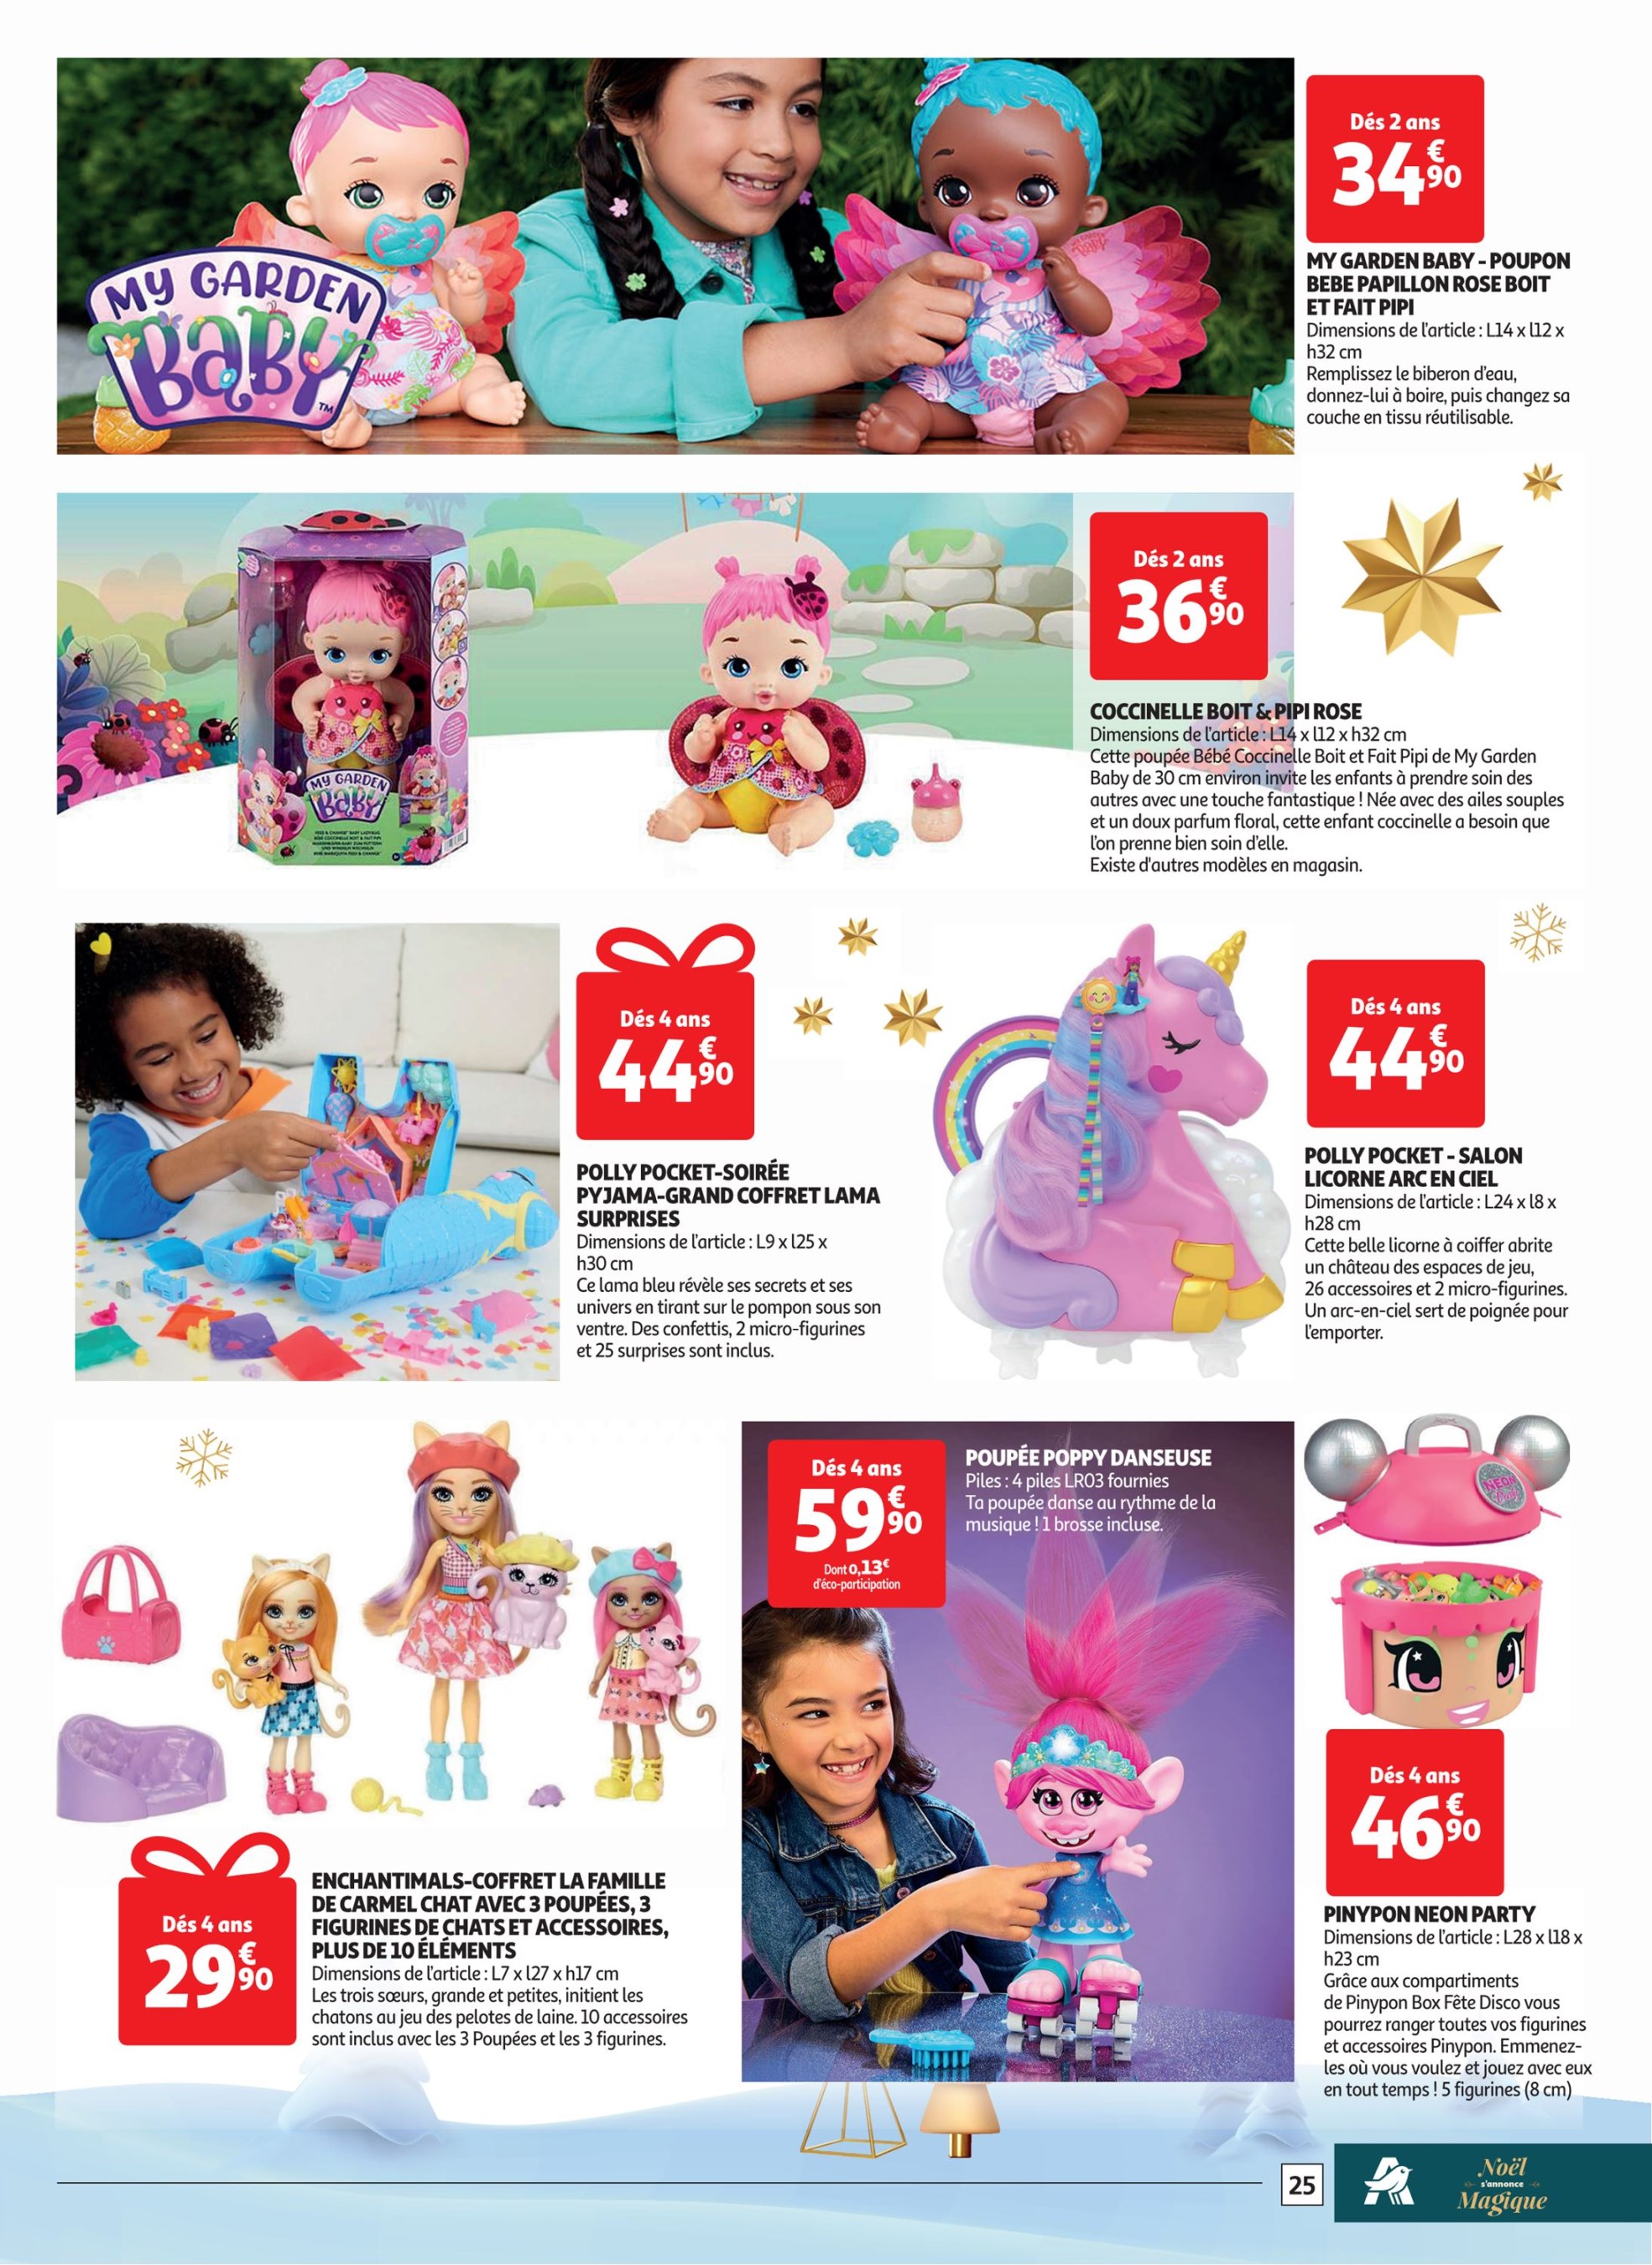 MY GARDEN
BABY
TM
Dés 2 ans
34€90
MY GARDEN BABY - POUPON
BEBE PAPILLON ROSE BOIT
ET FAIT PIPI
Dimensions de l'article : L14 x l12 x
h32 cm
Remplissez le biberon d'eau,
donnez-lui à boire, puis changez sa
couche en tissu réutilisable.
MY GARDEN
BABY
Dés 2 ans
36€90
COCCINELLE BOIT & PIPI ROSE
Dimensions de l'article : L14 x l12 x h32 cm
Cette poupée Bébé Coccinelle Boit et Fait Pipi de My Garden
Baby de 30 cm environ invite les enfants à prendre soin des
autres avec une touche fantastique ! Née avec des ailes souples
et un doux parfum floral, cette enfant coccinelle a besoin que
l'on prenne bien soin d'elle.
Existe d'autres modèles en magasin.
Dés 4 ans
44€90
POLLY POCKET-SOIRÉE
PYJAMA-GRAND COFFRET LAMA
SURPRISES
Dimensions de l'article : L9 x l25 x
h30 cm
Ce lama bleu révèle ses secrets et ses
univers en tirant sur le pompon sous son
ventre. Des confettis, 2 micro-figurines
et 25 surprises sont inclus.
Dés 4 ans
44€90
POLLY POCKET - SALON
LICORNE ARC EN CIEL
Dimensions de l'article : L24 x l8 x
h28 cm
Cette belle licorne à coiffer abrite
un château des espaces de jeu,
26 accessoires et 2 micro-figurines.
Un arc-en-ciel sert de poignée pour
l'emporter.
Dés 4 ans
29€90
ENCHANTIMALS-COFFRET LA FAMILLE
DE CARMEL CHAT AVEC 3 POUPÉES, 3
FIGURINES DE CHATS ET ACCESSOIRES,
PLUS DE 10 ÉLÉMENTS
Dimensions de l'article : L7 x l27 x h17 cm
Les trois sœurs, grande et petites, initient les
chatons au jeu des pelotes de laine. 10 accessoires
sont inclus avec les 3 Poupées et les 3 figurines.
Dés 4 ans
59€90
Dont 0,13€
d'éco-participation
POUPÉE POPPY DANSEUSE
Piles : 4 piles LR03 fournies
Ta poupée danse au rythme de la
musique ! 1 brosse incluse.
NEON
Party
Dés 4 ans
46€90
PINYPON NEON PARTY
Dimensions de l'article : L28 x l18 x
h23 cm
Grâce aux compartiments
de Pinypon Box Fête Disco vous
pourrez ranger toutes vos figurines
et accessoires Pinypon. Emmenez-
les où vous voulez et jouez avec eux
en tout temps ! 5 figurines (8 cm)
25
Noël
s'annonce
Magique